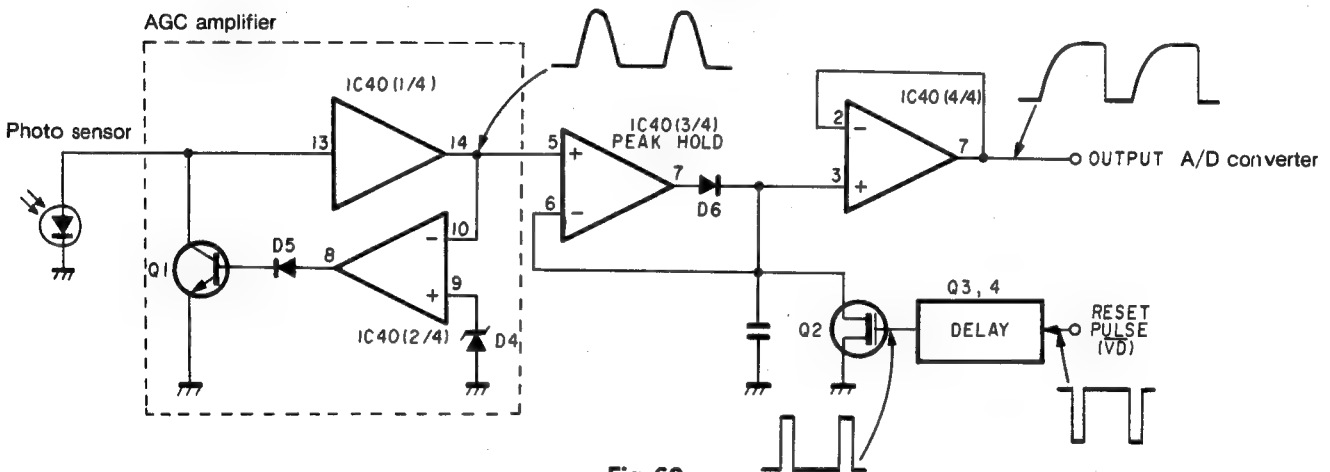 AGC amplifier
IC40(1/4)
Photo sensor
13
14
IC40(3/4)
PEAK HOLD
5
+
7
6
-
D6
IC40(4/4)
2
-
7
3
+
OUTPUT A/D converter
Q1
D5
8
10
-
9
+
IC40(2/4)
D4
Q2
Q3, 4
DELAY
RESET
PULSE
(V̅D̅)